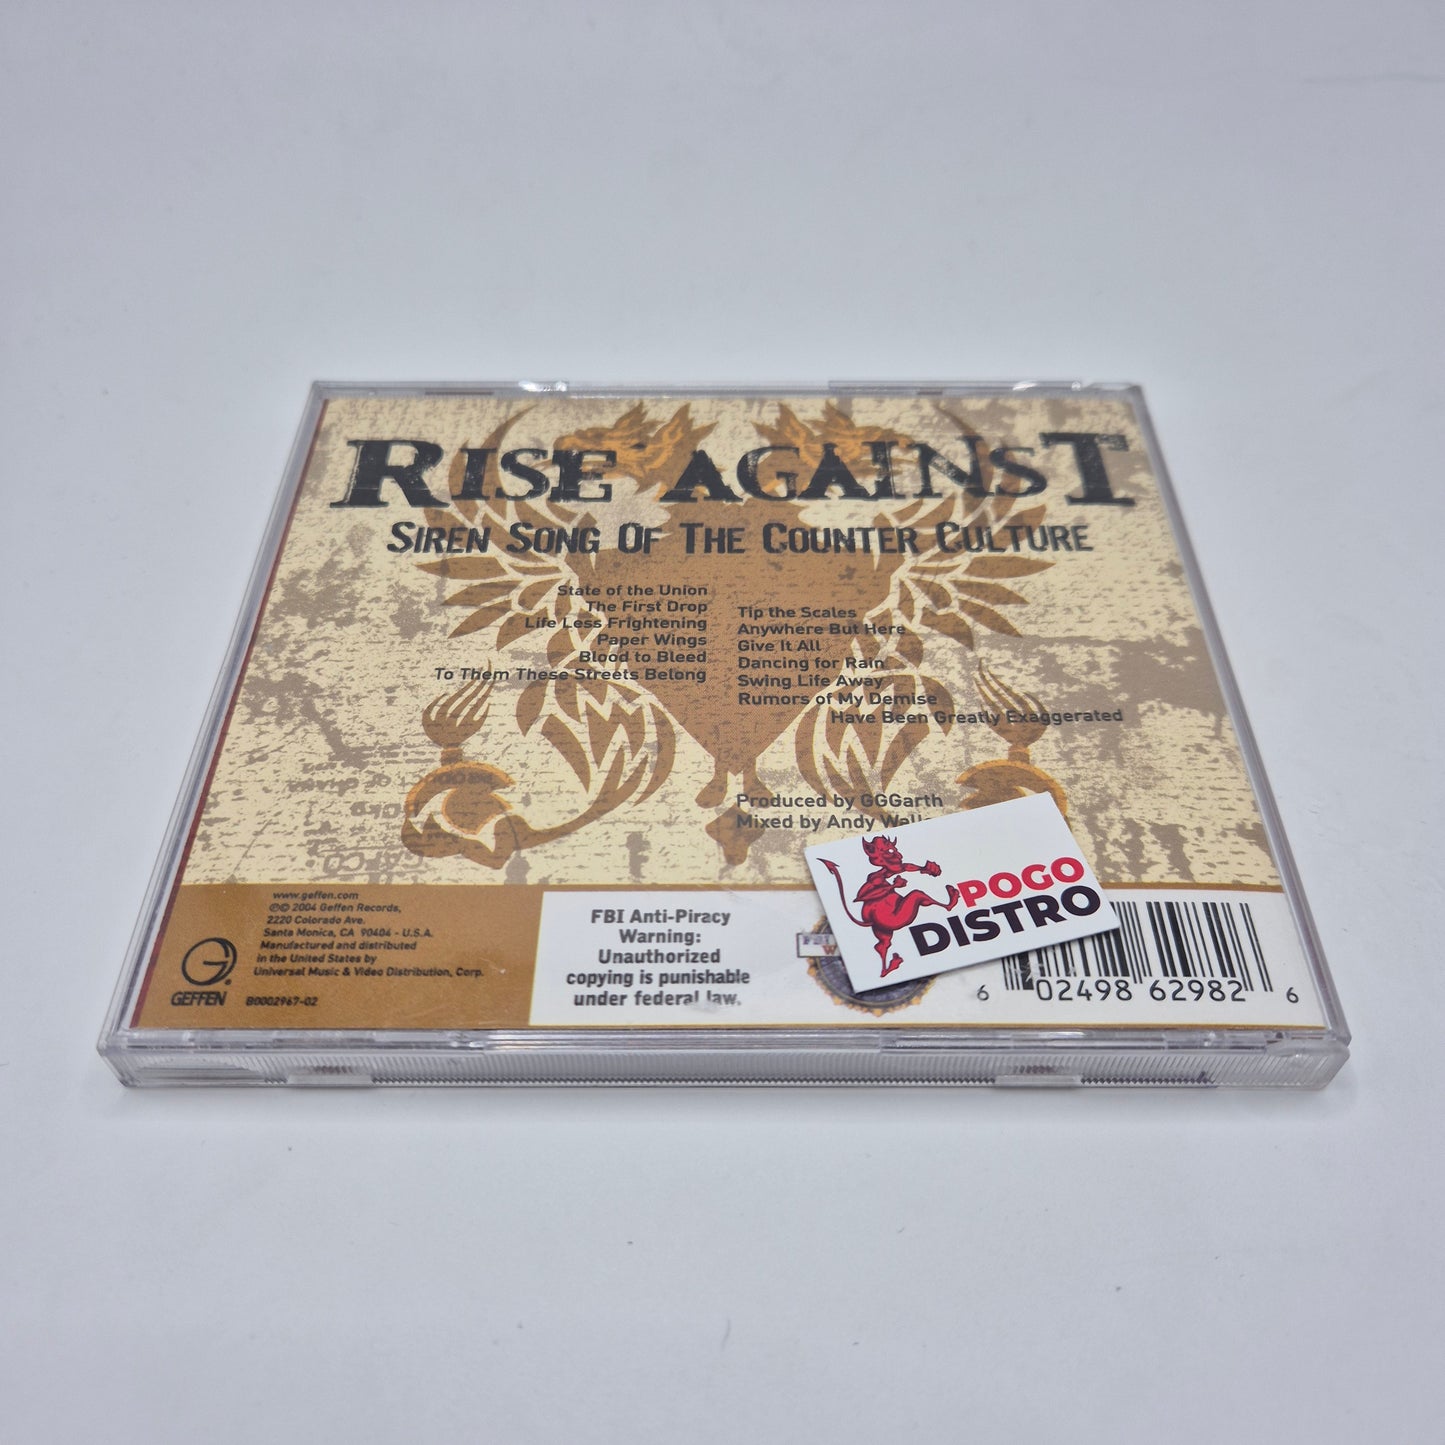 RISE AGAINST
SIREN SONG OF THE COUNTER CULTURE
State of the Union
The First Drop
Life Less Frightening
Paper Wings
Blood to Bleed
To Them These Streets Belong
Tip the Scales
Anywhere But Here
Give It All
Dancing for Rain
Swing Life Away
Rumors of My Demise
Have Been Greatly Exaggerated
Produced by GGGarth
Mixed by Andy
POGO
DISTRO
www.geffen.com
℗© 2004 Geffen Records,
2220 Colorado Ave.
Santa Monica, CA 90404 - U.S.A.
Manufactured and distributed
in the United States by
Universal Music & Video Distribution, Corp.
GEFFEN
B0002967-02
FBI Anti-Piracy
Warning:
Unauthorized
copying is punishable
under federal law.
6 02498 62982 6